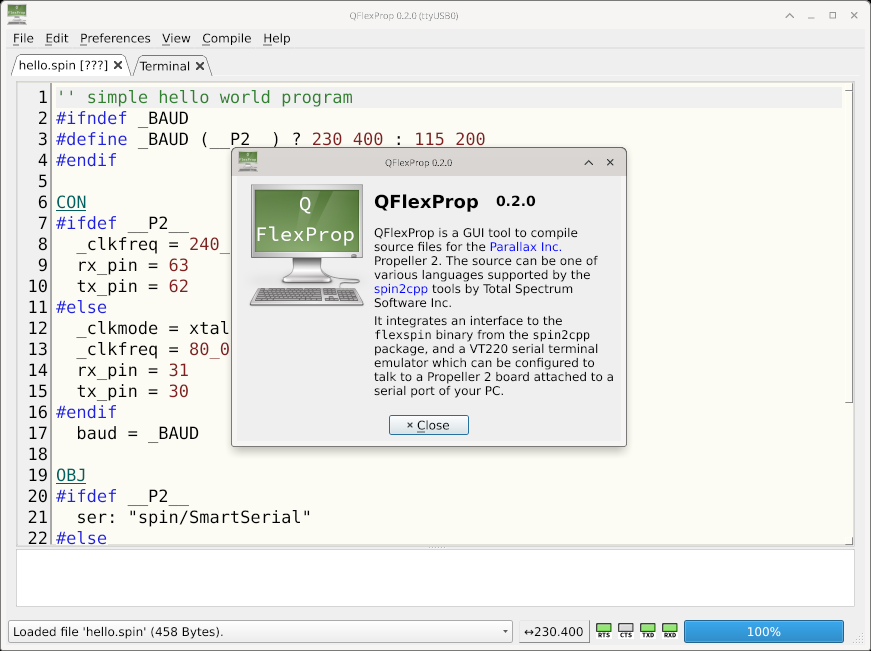 QFlexProp 0.2.0 (ttyUSB0)
File Edit Preferences View Compile Help
hello.spin [???] Terminal
1 '' simple hello world program
2 #ifndef _BAUD
3 #define _BAUD (__P2__) ? 230_400 : 115_200
4 #endif
5
6 CON
7 #ifdef __P2__
8 _clkfreq = 240_
9 rx_pin = 63
10 tx_pin = 62
11 #else
12 _clkmode = xtal
13 _clkfreq = 80_0
14 rx_pin = 31
15 tx_pin = 30
16 #endif
17 baud = _BAUD
18
19 OBJ
20 #ifdef __P2__
21 ser: "spin/SmartSerial"
22 #else
QFlexProp 0.2.0
Q
FlexProp
QFlexProp 0.2.0
QFlexProp is a GUI tool to compile
source files for the Parallax Inc.
Propeller 2. The source can be one of
various languages supported by the
spin2cpp tools by Total Spectrum
Software Inc.
It integrates an interface to the
flexspin binary from the spin2cpp
package, and a VT220 serial terminal
emulator which can be configured to
talk to a Propeller 2 board attached to a
serial port of your PC.
× Close
Loaded file 'hello.spin' (458 Bytes).
↔230.400
RTS CTS TXD RXD
100%